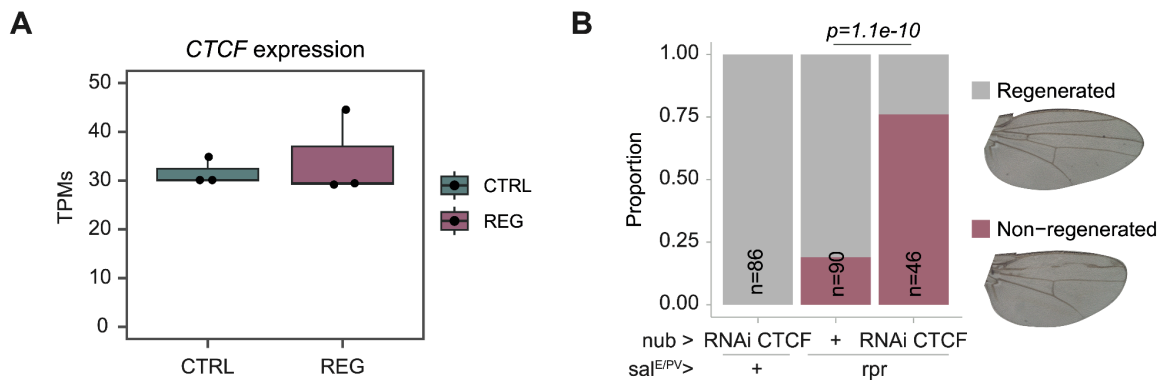 A
CTCF expression
TPMs
50
40
30
20
10
0
CTRL
REG
CTRL
REG
B
p=1.1e-10
Proportion
1.00
0.75
0.50
0.25
0.00
n=86
n=90
n=46
nub > RNAi CTCF + RNAi CTCF
salE/PV> + rpr
Regenerated
Non−regenerated